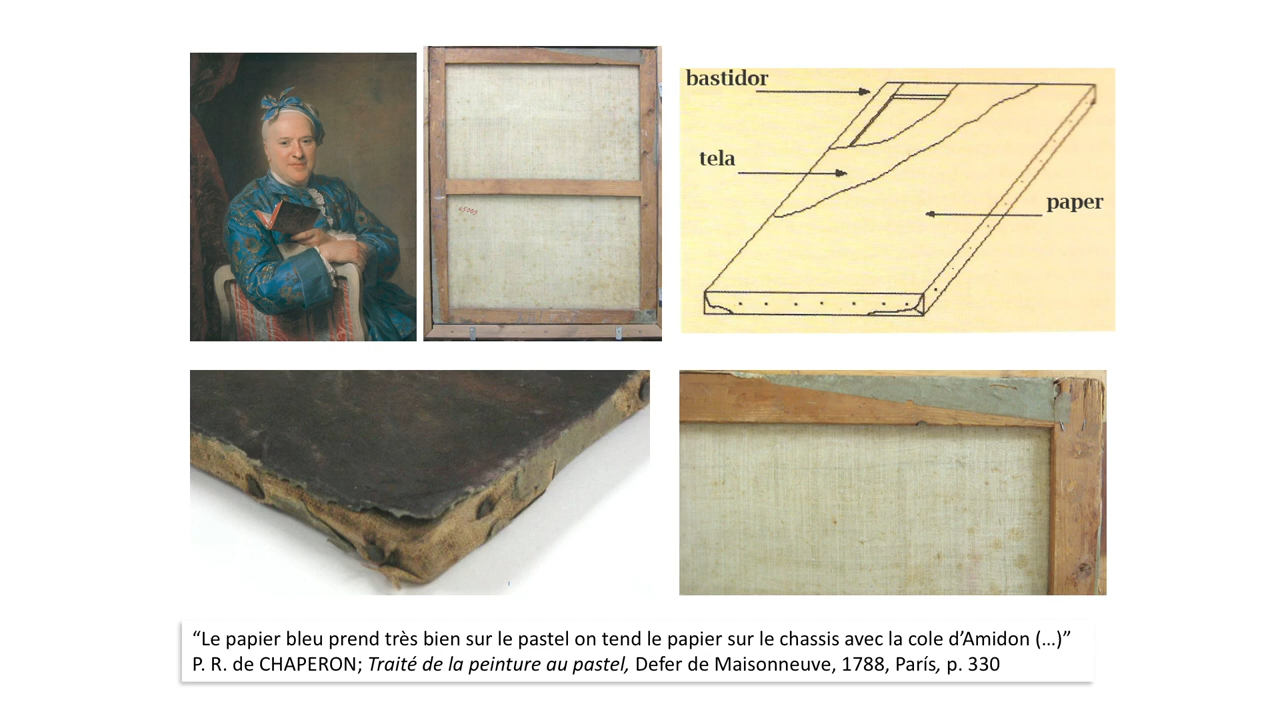 bastidor
tela
paper
“Le papier bleu prend très bien sur le pastel on tend le papier sur le chassis avec la cole d’Amidon (…)”
P. R. de CHAPERON; Traité de la peinture au pastel, Defer de Maisonneuve, 1788, París, p. 330